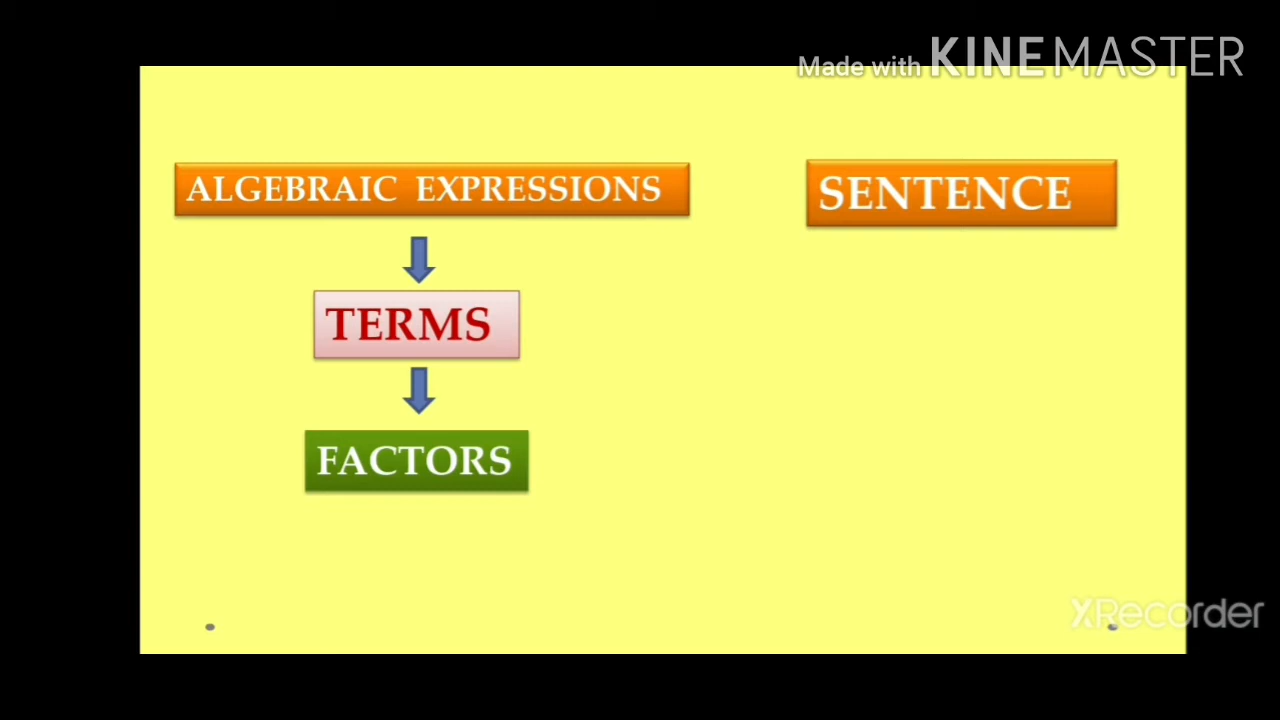 Made with KINEMASTER
ALGEBRAIC EXPRESSIONS
SENTENCE
TERMS
FACTORS
XRecorder